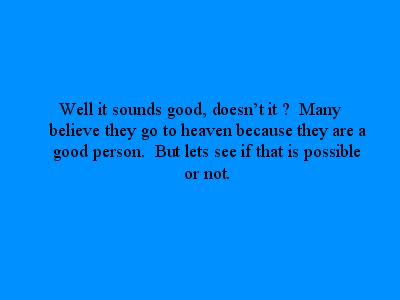 Well it sounds good, doesn’t it ?  Many
believe they go to heaven because they are a
good person.  But lets see if that is possible
or not.